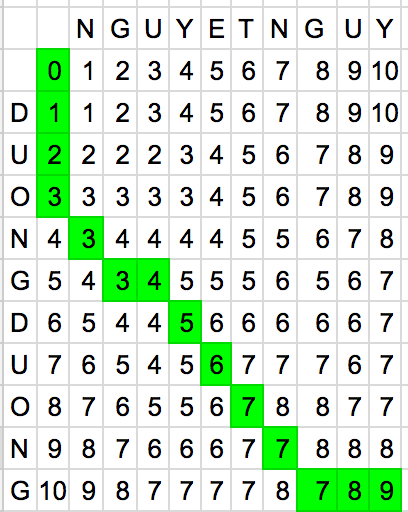 N G U Y E T N G U Y
0 1 2 3 4 5 6 7 8 9 10
D 1 1 2 3 4 5 6 7 8 9 10
U 2 2 2 2 3 4 5 6 7 8 9
O 3 3 3 3 3 4 5 6 7 8 9
N 4 3 4 4 4 4 5 5 6 7 8
G 5 4 3 4 5 5 5 6 5 6 7
D 6 5 4 4 5 6 6 6 6 6 7
U 7 6 5 4 5 6 7 7 7 6 7
O 8 7 6 5 5 6 7 8 8 7 7
N 9 8 7 6 6 6 7 7 8 8 8
G 10 9 8 7 7 7 7 8 7 8 9